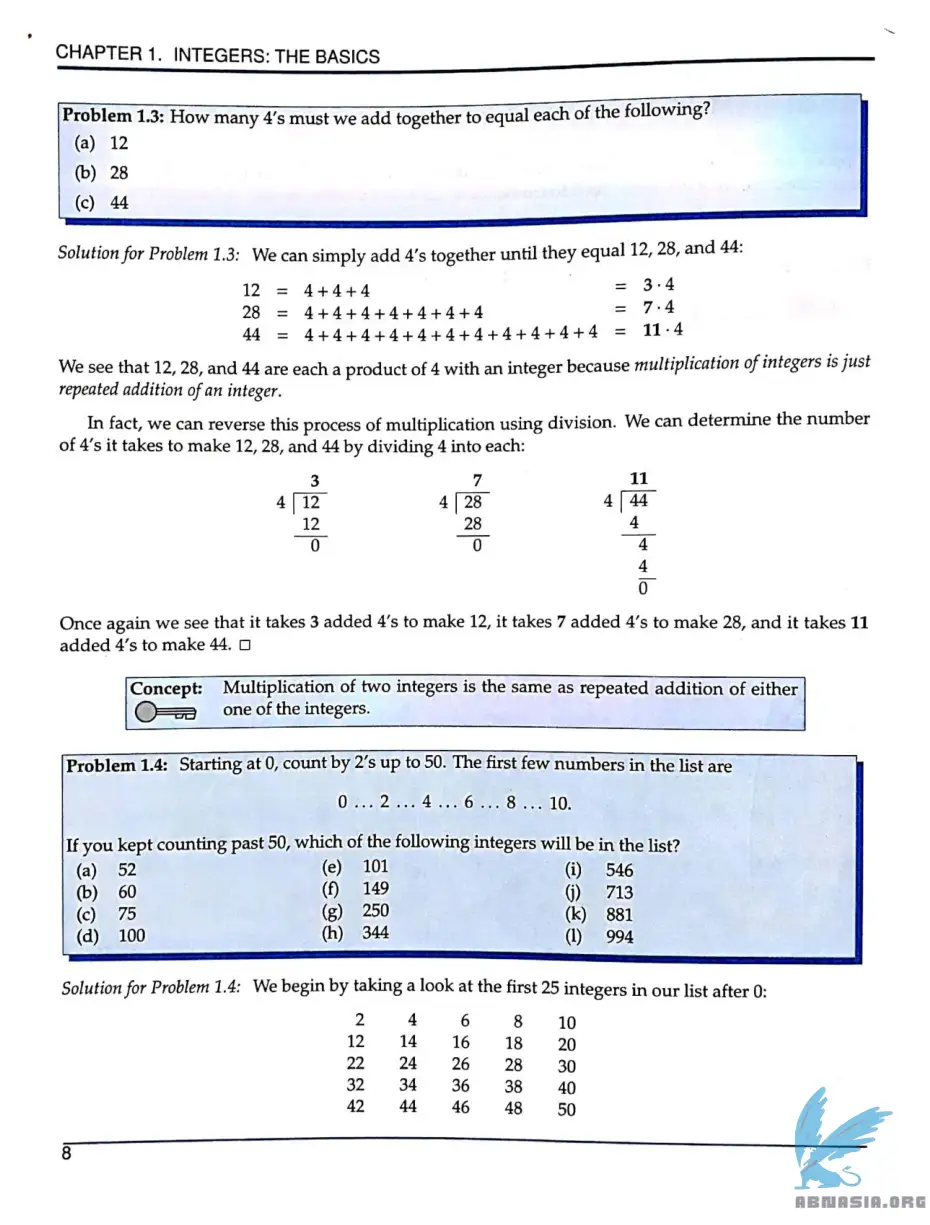 CHAPTER 1. INTEGERS: THE BASICS
Problem 1.3: How many 4's must we add together to equal each of the following?
(a) 12
(b) 28
(c) 44
Solution for Problem 1.3: We can simply add 4's together until they equal 12, 28, and 44:
12 = 4 + 4 + 4 = 3 · 4
28 = 4 + 4 + 4 + 4 + 4 + 4 + 4 = 7 · 4
44 = 4 + 4 + 4 + 4 + 4 + 4 + 4 + 4 + 4 + 4 + 4 = 11 · 4
We see that 12, 28, and 44 are each a product of 4 with an integer because multiplication of integers is just
repeated addition of an integer.
In fact, we can reverse this process of multiplication using division. We can determine the number
of 4's it takes to make 12, 28, and 44 by dividing 4 into each:
3 7 11
4 12 4 28 4 44
12 28 4
0 0 4
4
0
Once again we see that it takes 3 added 4's to make 12, it takes 7 added 4's to make 28, and it takes 11
added 4's to make 44. □
Concept: Multiplication of two integers is the same as repeated addition of either
one of the integers.
Problem 1.4: Starting at 0, count by 2's up to 50. The first few numbers in the list are
0 ... 2 ... 4 ... 6 ... 8 ... 10.
If you kept counting past 50, which of the following integers will be in the list?
(a) 52 (e) 101 (i) 546
(b) 60 (f) 149 (j) 713
(c) 75 (g) 250 (k) 881
(d) 100 (h) 344 (l) 994
Solution for Problem 1.4: We begin by taking a look at the first 25 integers in our list after 0:
2 4 6 8 10
12 14 16 18 20
22 24 26 28 30
32 34 36 38 40
42 44 46 48 50
8
ABNASIA.ORG